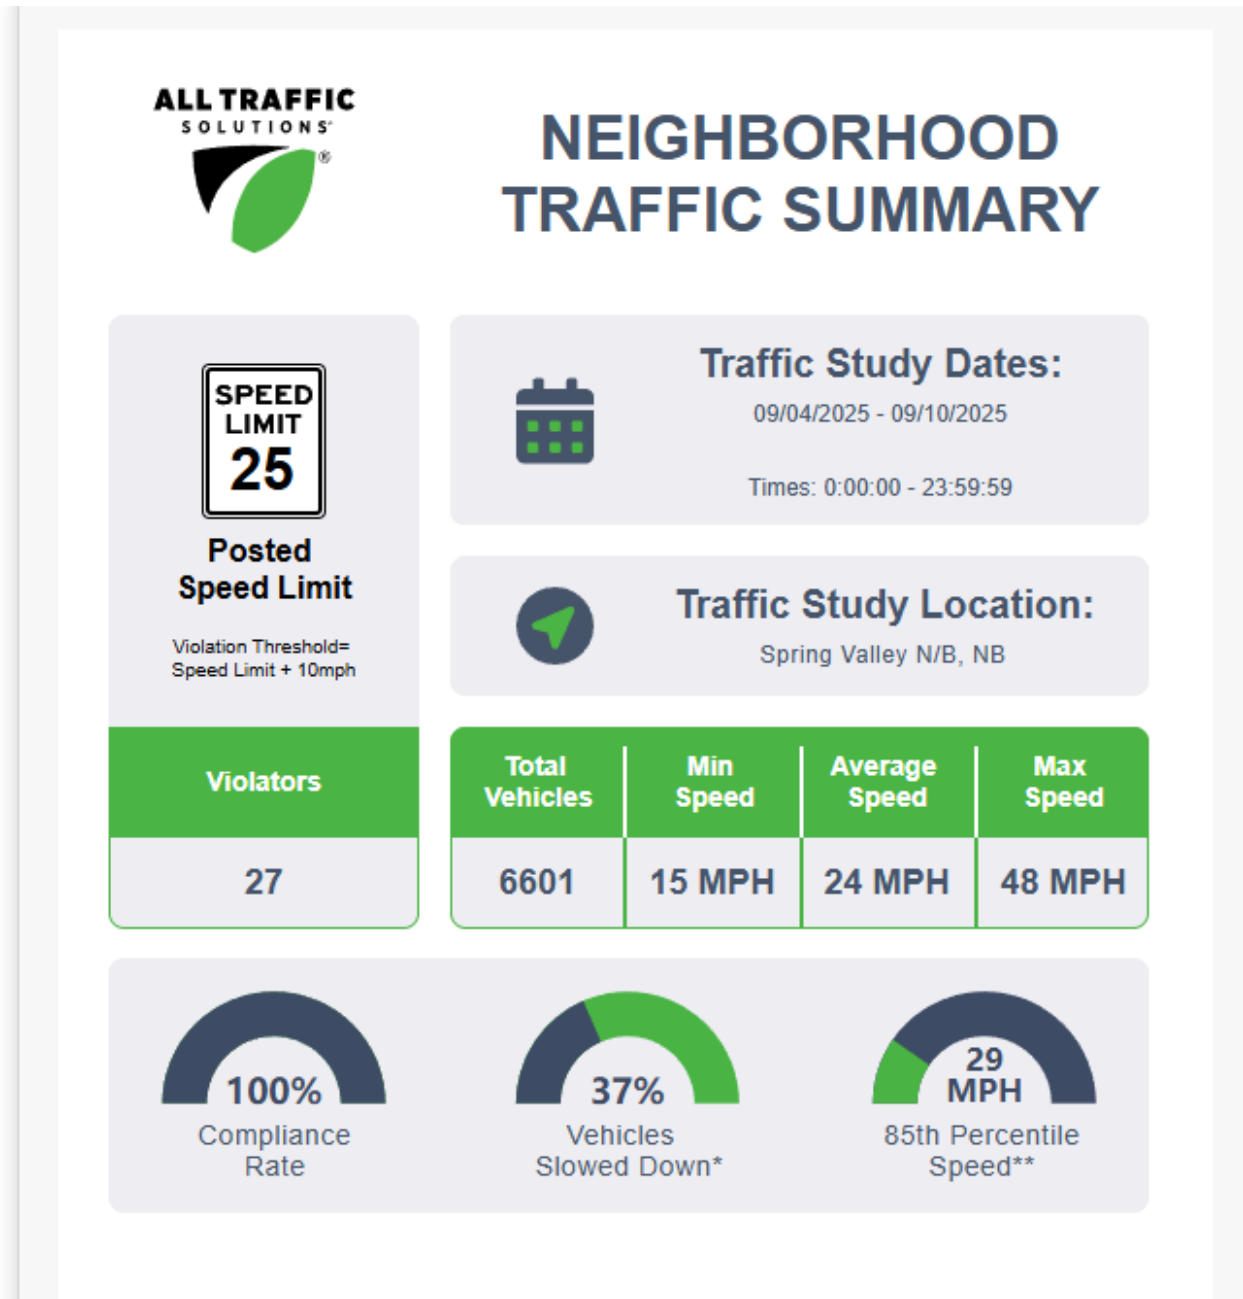 ALL TRAFFIC
SOLUTIONS
®
NEIGHBORHOOD
TRAFFIC SUMMARY
SPEED
LIMIT
25
Posted
Speed Limit
Violation Threshold=
Speed Limit + 10mph
Traffic Study Dates:
09/04/2025 - 09/10/2025
Times: 0:00:00 - 23:59:59
Traffic Study Location:
Spring Valley N/B, NB
Violators
27
Total
Vehicles
6601
Min
Speed
15 MPH
Average
Speed
24 MPH
Max
Speed
48 MPH
100%
Compliance
Rate
37%
Vehicles
Slowed Down*
29
MPH
85th Percentile
Speed**